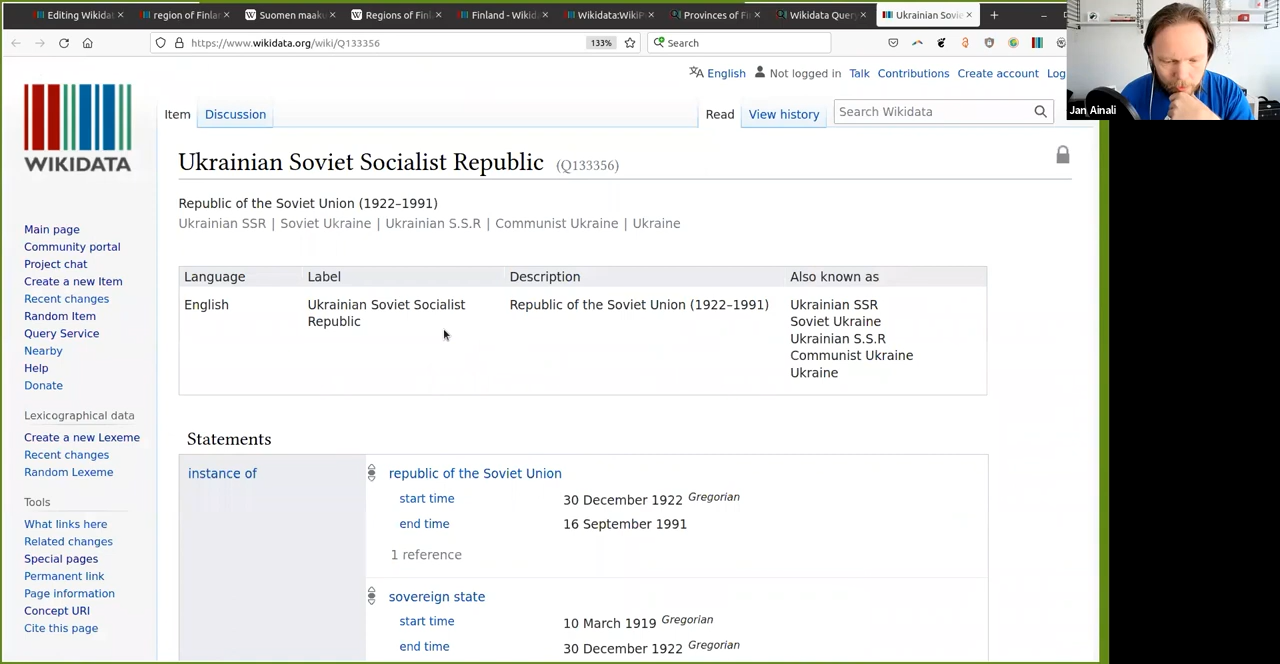 Editing Wikidat
region of Finlan
Suomen maaku
Regions of Finl
Finland - Wikid
Wikidata:WikiP
Provinces of Fi
Wikidata Query
Ukrainian Sovie
https://www.wikidata.org/wiki/Q133356
133%
Search
Jan Ainali
English
Not logged in
Talk
Contributions
Create account
Log
Item
Discussion
Read
View history
Search Wikidata
WIKIDATA
Ukrainian Soviet Socialist Republic (Q133356)
Republic of the Soviet Union (1922–1991)
Ukrainian SSR | Soviet Ukraine | Ukrainian S.S.R | Communist Ukraine | Ukraine
Main page
Community portal
Project chat
Create a new Item
Recent changes
Random Item
Query Service
Nearby
Help
Donate
Lexicographical data
Create a new Lexeme
Recent changes
Random Lexeme
Tools
What links here
Related changes
Special pages
Permanent link
Page information
Concept URI
Cite this page
Language Label Description Also known as
English
Ukrainian Soviet Socialist
Republic
Republic of the Soviet Union (1922–1991)
Ukrainian SSR
Soviet Ukraine
Ukrainian S.S.R
Communist Ukraine
Ukraine
Statements
instance of
republic of the Soviet Union
start time 30 December 1922 Gregorian
end time 16 September 1991
1 reference
sovereign state
start time 10 March 1919 Gregorian
end time 30 December 1922 Gregorian